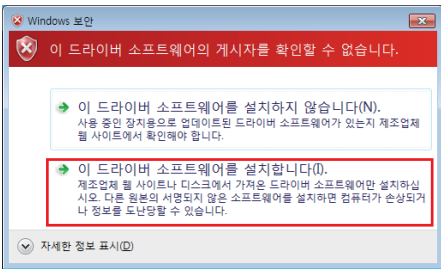 Windows 보안
이 드라이버 소프트웨어의 게시자를 확인할 수 없습니다.
이 드라이버 소프트웨어를 설치하지 않습니다(N).
사용 중인 장치용으로 업데이트된 드라이버 소프트웨어가 있는지 제조업체
웹 사이트에서 확인해야 합니다.
이 드라이버 소프트웨어를 설치합니다(I).
제조업체 웹 사이트나 디스크에서 가져온 드라이버 소프트웨어만 설치하십
시오. 다른 원본의 서명되지 않은 소프트웨어를 설치하면 컴퓨터가 손상되거
나 정보를 도난당할 수 있습니다.
자세한 정보 표시(D)